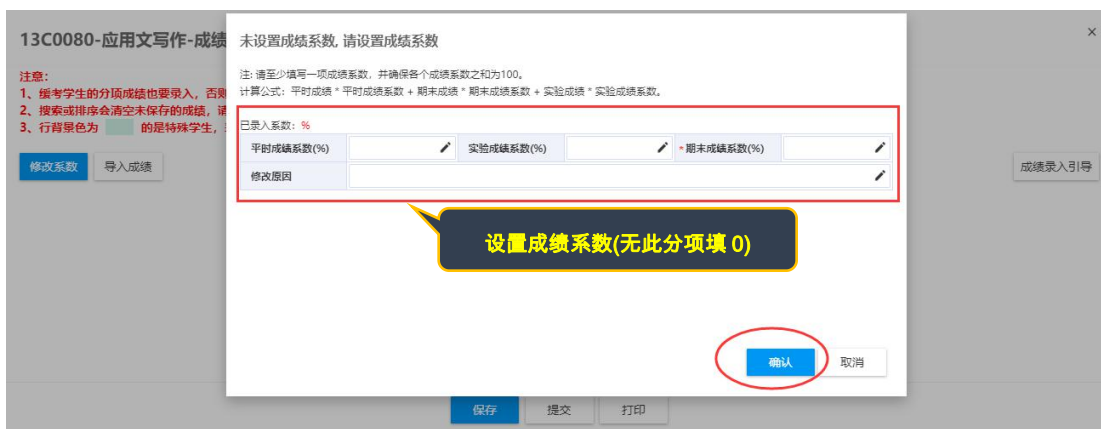 13C0080-应用文写作-成绩
×
注意：
1、缓考学生的分项成绩也要录入，否则
2、搜索或排序会清空未保存的成绩，请
3、行背景色为 的是特殊学生，
修改系数 导入成绩
成绩录入引导
未设置成绩系数, 请设置成绩系数
注: 请至少填写一项成绩系数，并确保各个成绩系数之和为100。
计算公式：平时成绩 * 平时成绩系数 + 期末成绩 * 期末成绩系数 + 实验成绩 * 实验成绩系数。
已录入系数：%
平时成绩系数(%) 实验成绩系数(%) *期末成绩系数(%)
修改原因
设置成绩系数(无此分项填 0)
确认 取消
保存 提交 打印